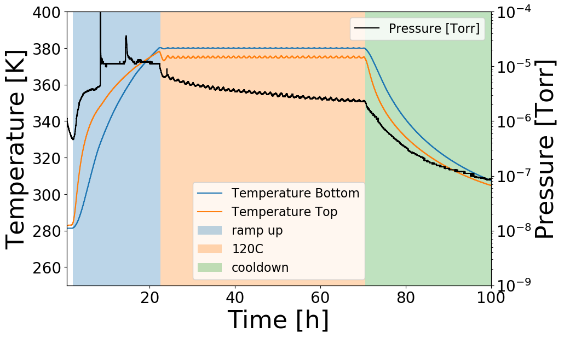 400
380
360
340
320
300
280
260
Temperature [K]
10⁻⁴
10⁻⁵
10⁻⁶
10⁻⁷
10⁻⁸
10⁻⁹
Pressure [Torr]
Pressure [Torr]
Temperature Bottom
Temperature Top
ramp up
120C
cooldown
20 40 60 80 100
Time [h]